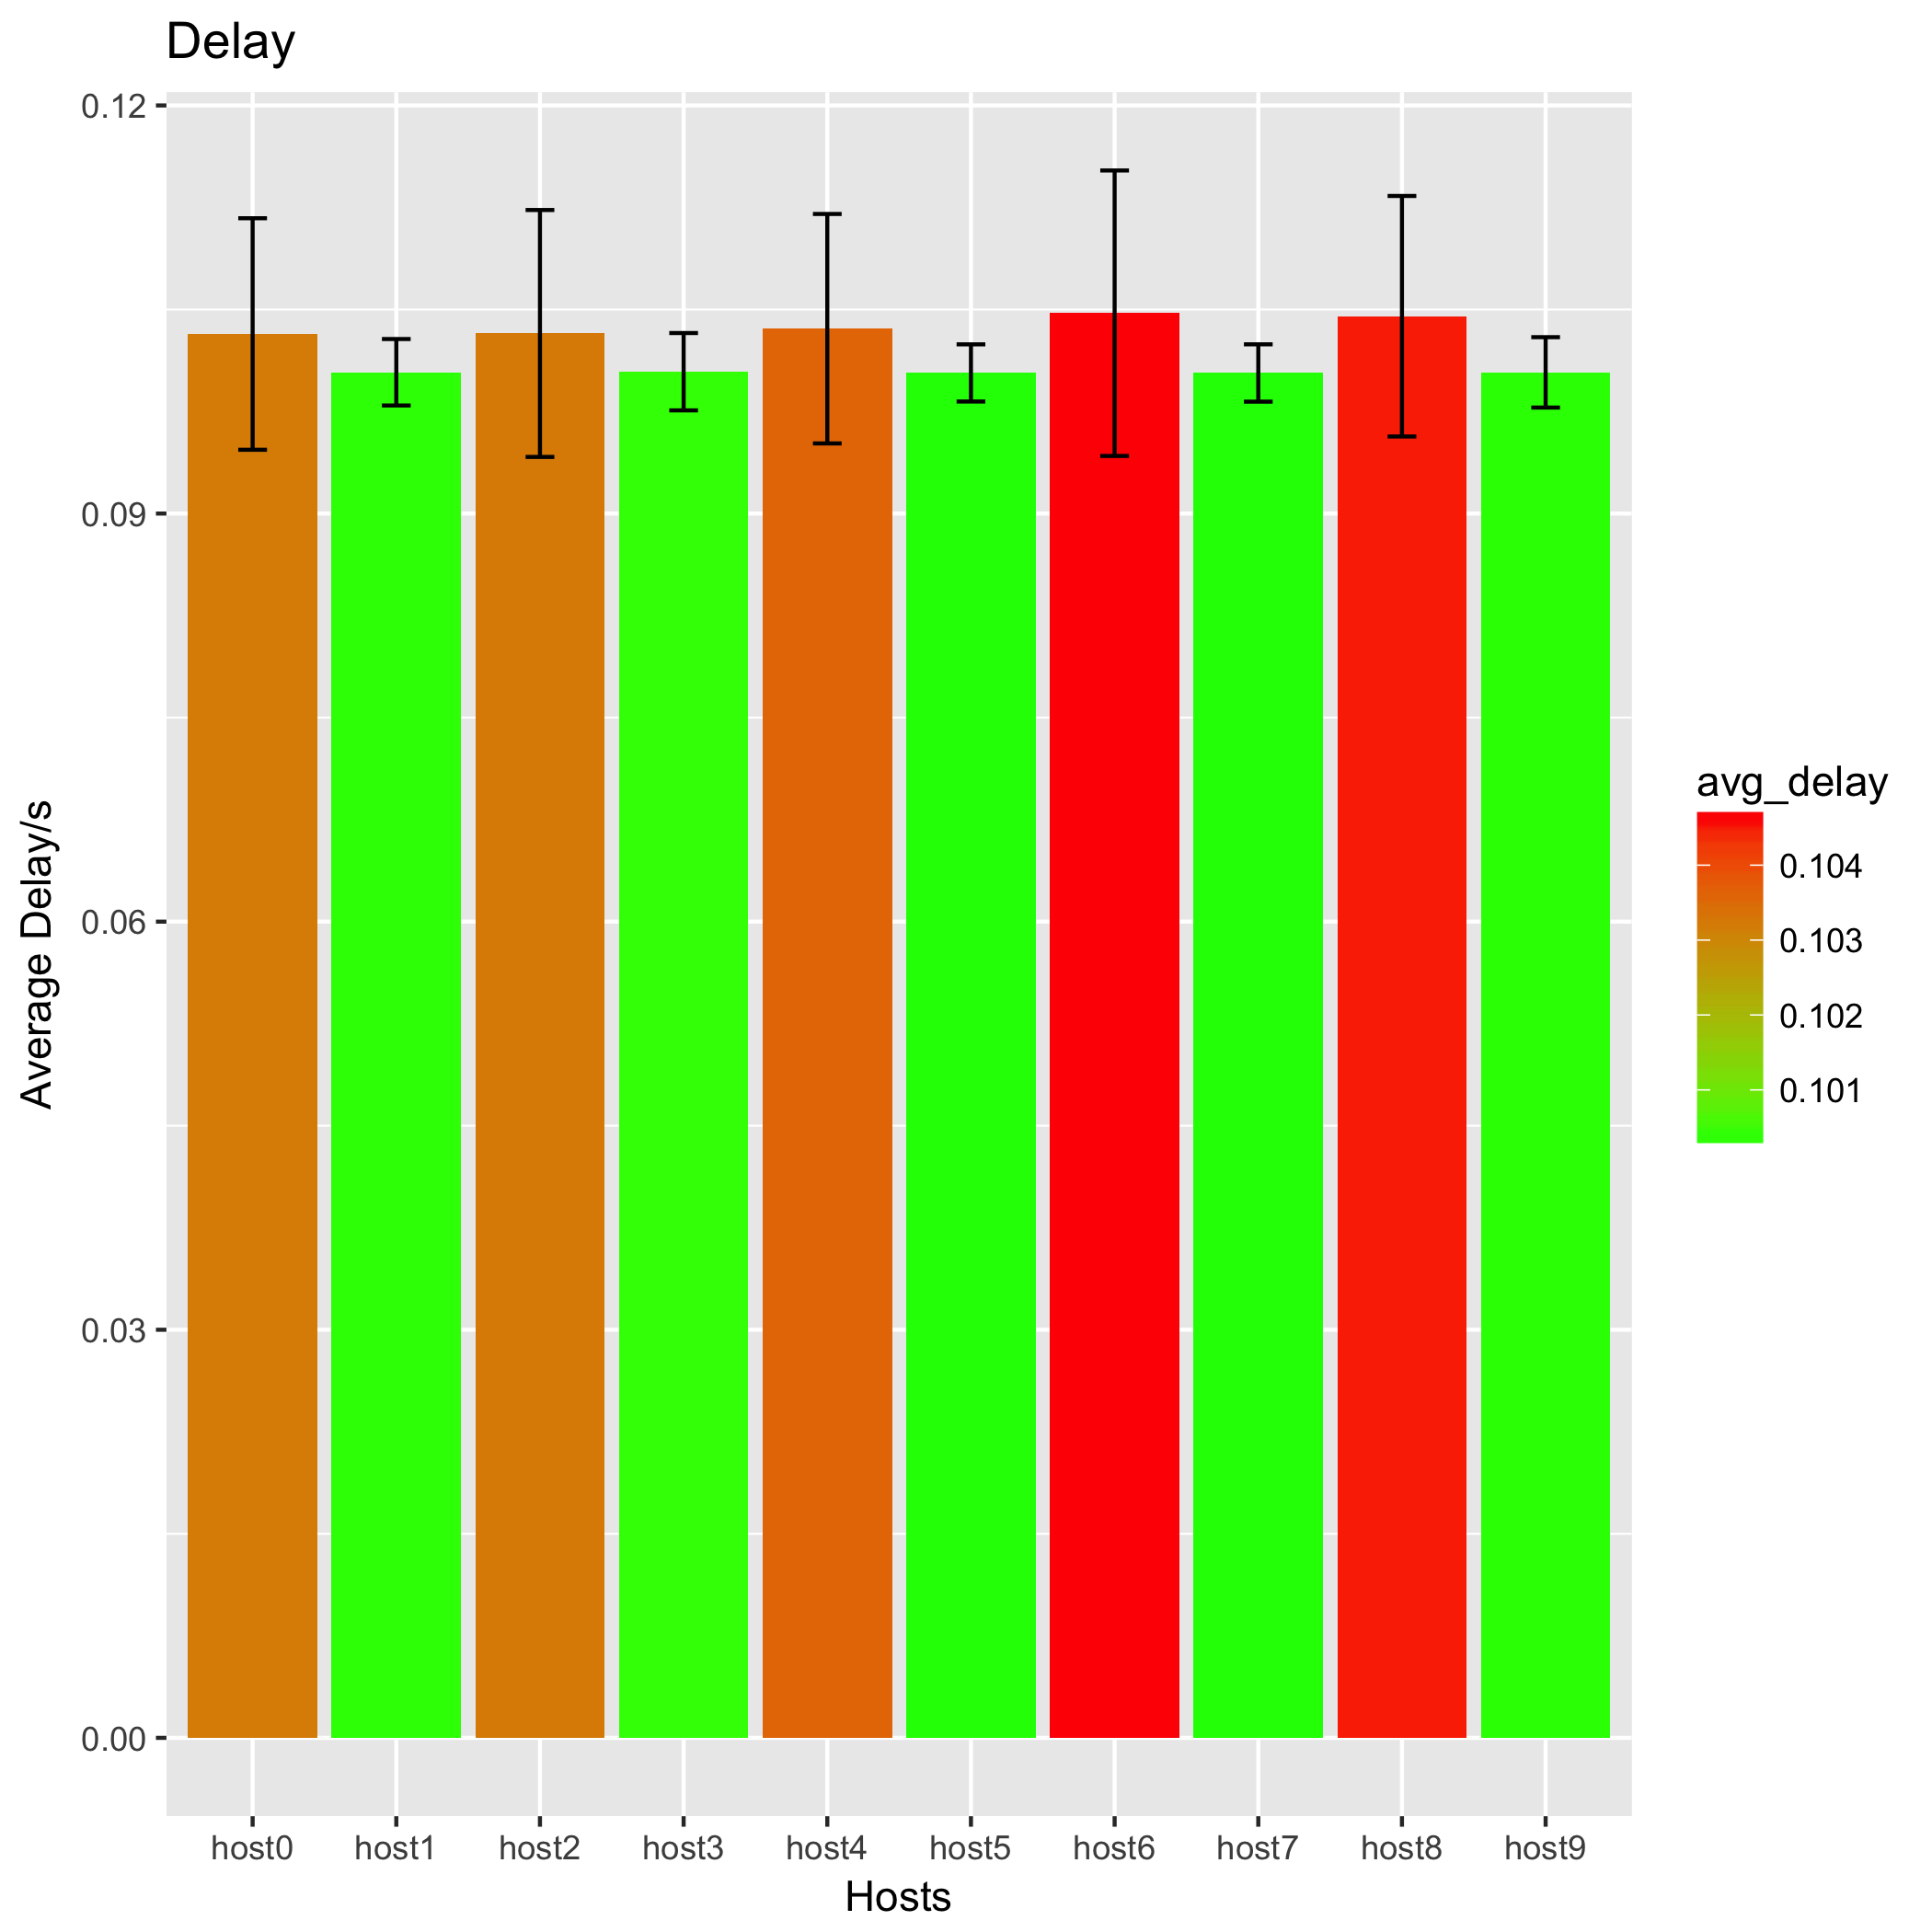 Delay
0.12
0.09
0.06
0.03
0.00
Average Delay/s
host0 host1 host2 host3 host4 host5 host6 host7 host8 host9
Hosts
avg_delay
0.104
0.103
0.102
0.101